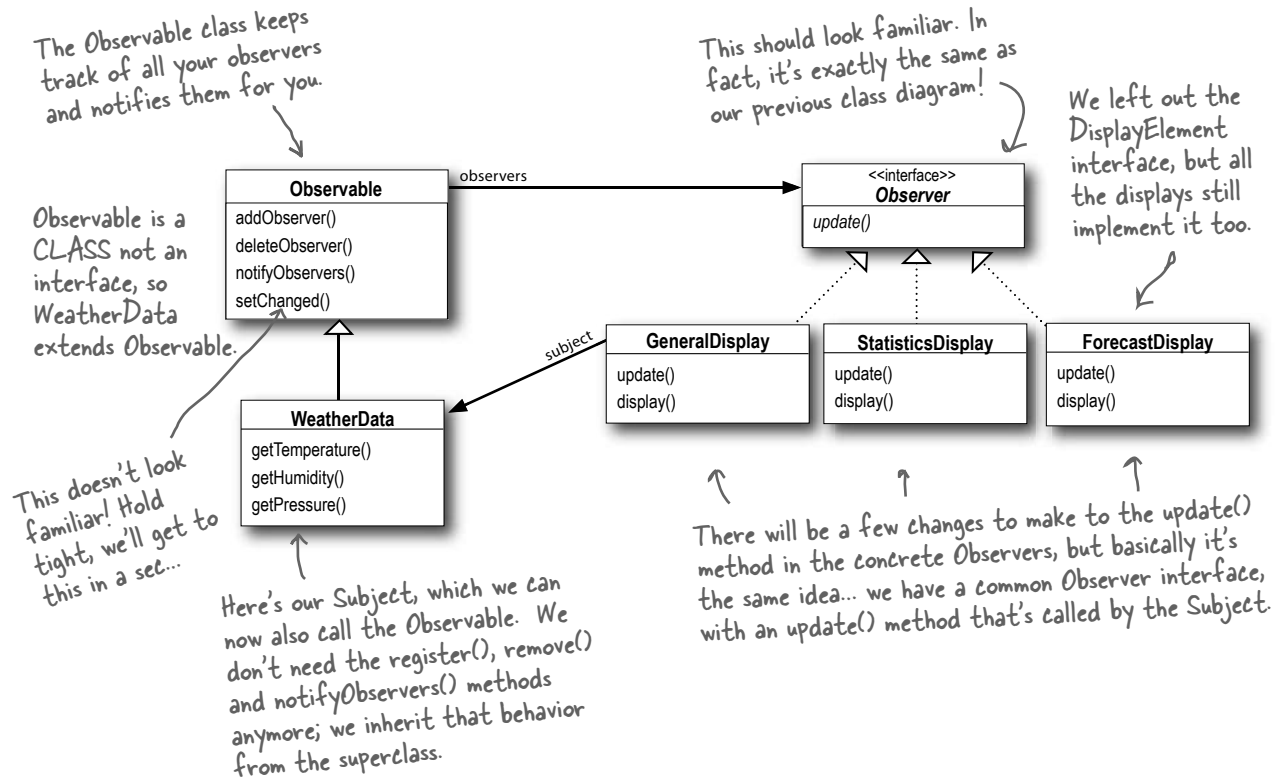 The Observable class keeps
track of all your observers
and notifies them for you.
This should look familiar. In
fact, it's exactly the same as
our previous class diagram!
We left out the
DisplayElement
interface, but all
the displays still
implement it too.
Observable is a
CLASS not an
interface, so
WeatherData
extends Observable.
Observable
addObserver()
deleteObserver()
notifyObservers()
setChanged()
observers
<<interface>>
Observer
update()
subject
GeneralDisplay
update()
display()
StatisticsDisplay
update()
display()
ForecastDisplay
update()
display()
WeatherData
getTemperature()
getHumidity()
getPressure()
This doesn't look
familiar! Hold
tight, we'll get to
this in a sec...
Here's our Subject, which we can
now also call the Observable. We
don't need the register(), remove()
and notifyObservers() methods
anymore; we inherit that behavior
from the superclass.
There will be a few changes to make to the update()
method in the concrete Observers, but basically it's
the same idea... we have a common Observer interface,
with an update() method that's called by the Subject.